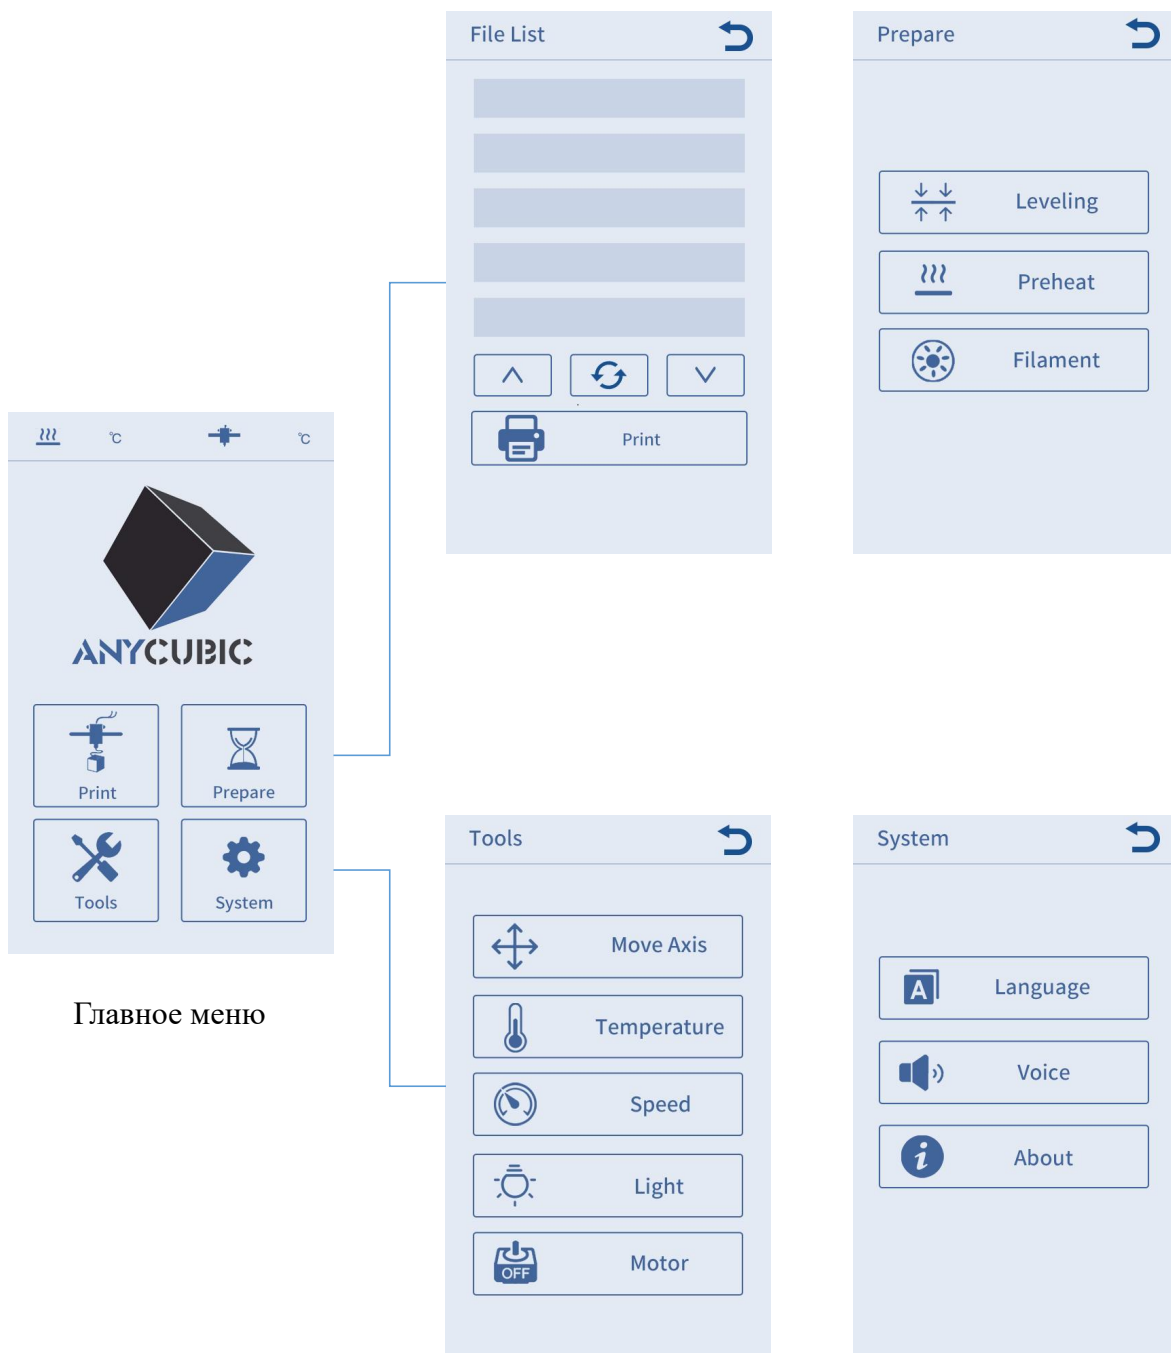 File List
Print
Prepare
Leveling
Preheat
Filament
℃
℃
ANYCUBIC
Print
Prepare
Tools
System
Главное меню
Tools
Move Axis
Temperature
Speed
Light
OFF
Motor
System
A
Language
Voice
i
About